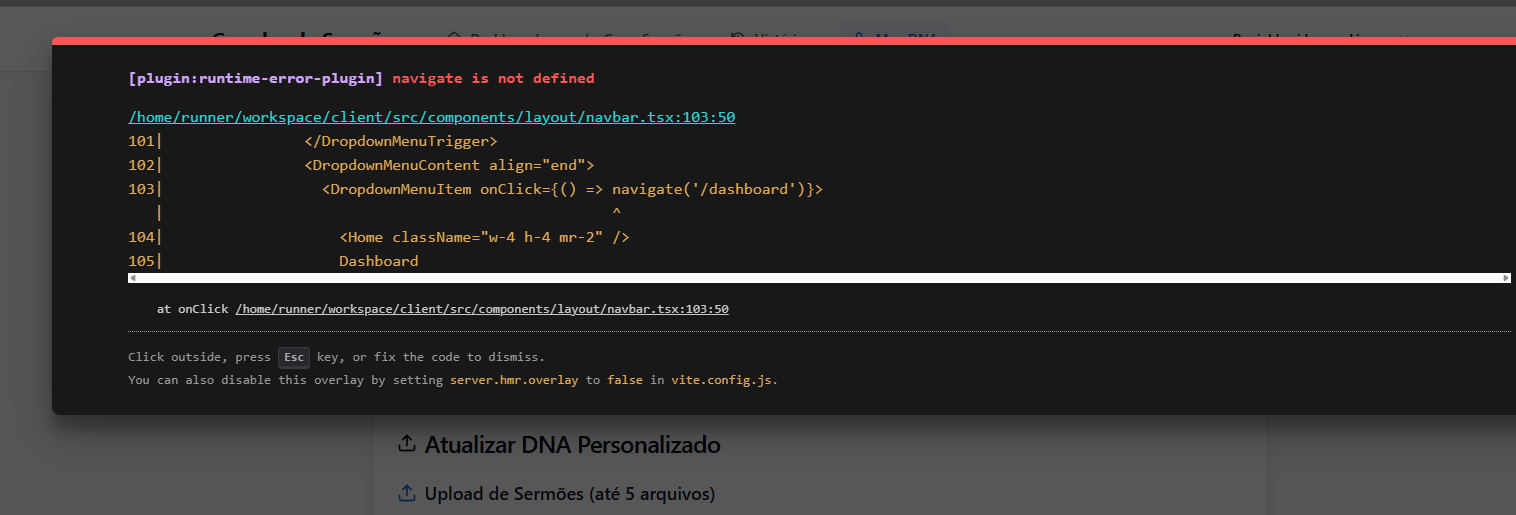 [plugin:runtime-error-plugin] navigate is not defined
/home/runner/workspace/client/src/components/layout/navbar.tsx:103:50
101|                </DropdownMenuTrigger>
102|                <DropdownMenuContent align="end">
103|                  <DropdownMenuItem onClick={() => navigate('/dashboard')}>
   |                                                   ^
104|                    <Home className="w-4 h-4 mr-2" />
105|                    Dashboard
at onClick /home/runner/workspace/client/src/components/layout/navbar.tsx:103:50
Click outside, press Esc key, or fix the code to dismiss.
You can also disable this overlay by setting server.hmr.overlay to false in vite.config.js.
Atualizar DNA Personalizado
Upload de Sermões (até 5 arquivos)